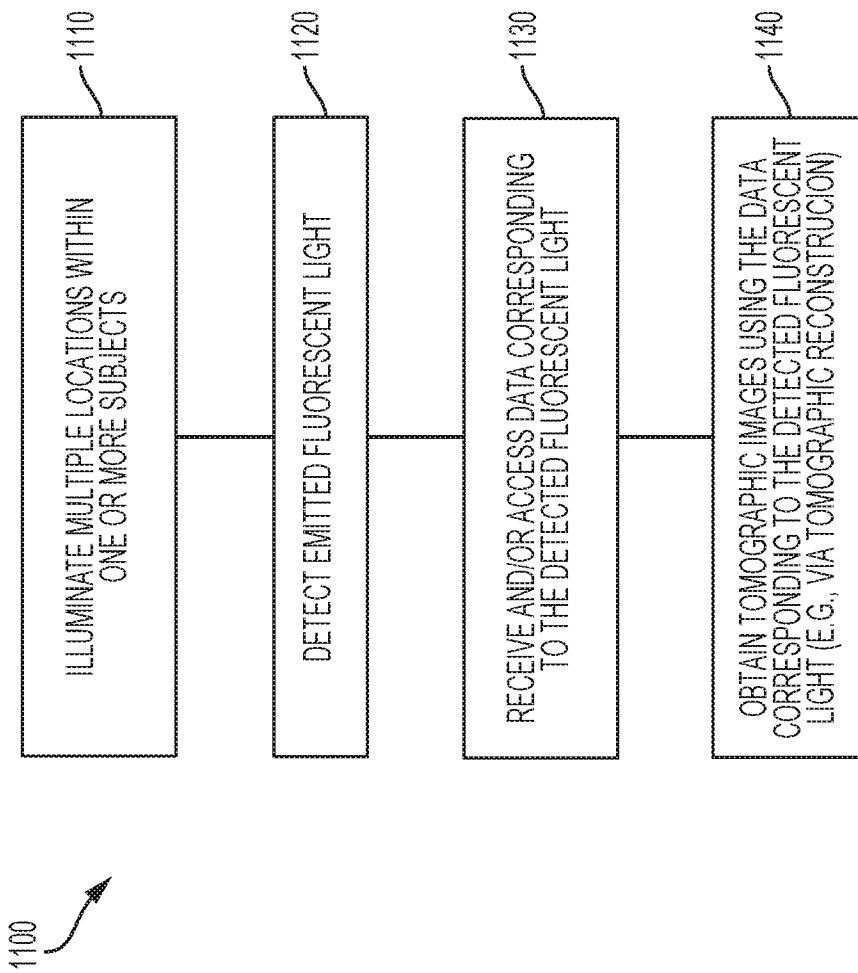 1100
ILLUMINATE MULTIPLE LOCATIONS WITHIN
ONE OR MORE SUBJECTS
1110
DETECT EMITTED FLUORESCENT LIGHT
1120
RECEIVE AND/OR ACCESS DATA CORRESPONDING
TO THE DETECTED FLUORESCENT LIGHT
1130
OBTAIN TOMOGRAPHIC IMAGES USING THE DATA
CORRESPONDING TO THE DETECTED FLUORESCENT
LIGHT (E.G., VIA TOMOGRAPHIC RECONSTRUCION)
1140